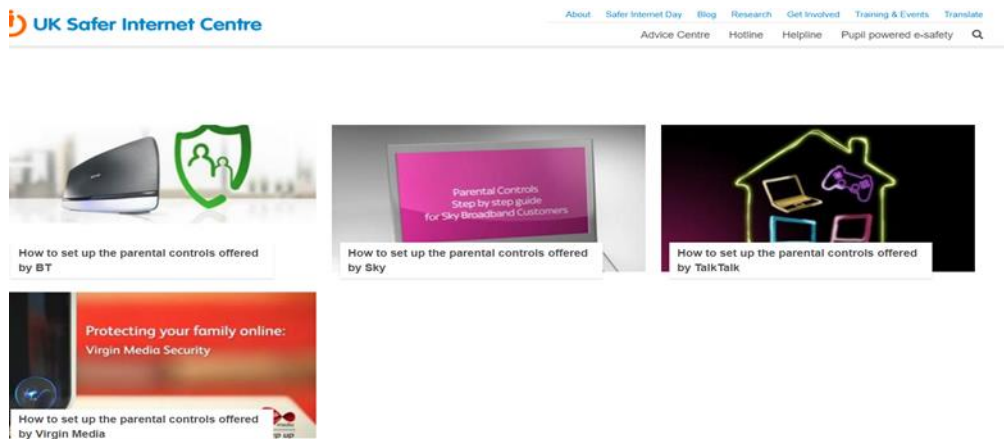 UK Safer Internet Centre
About Safer Internet Day Blog Research Get Involved Training & Events Translate
Advice Centre Hotline Helpline Pupil powered e-safety
Parental Controls
Step by step guide
for Sky Broadband Customers
How to set up the parental controls offered
by BT
How to set up the parental controls offered
by Sky
How to set up the parental controls offered
by TalkTalk
Protecting your family online:
Virgin Media Security
How to set up the parental controls offered
by Virgin Media
media